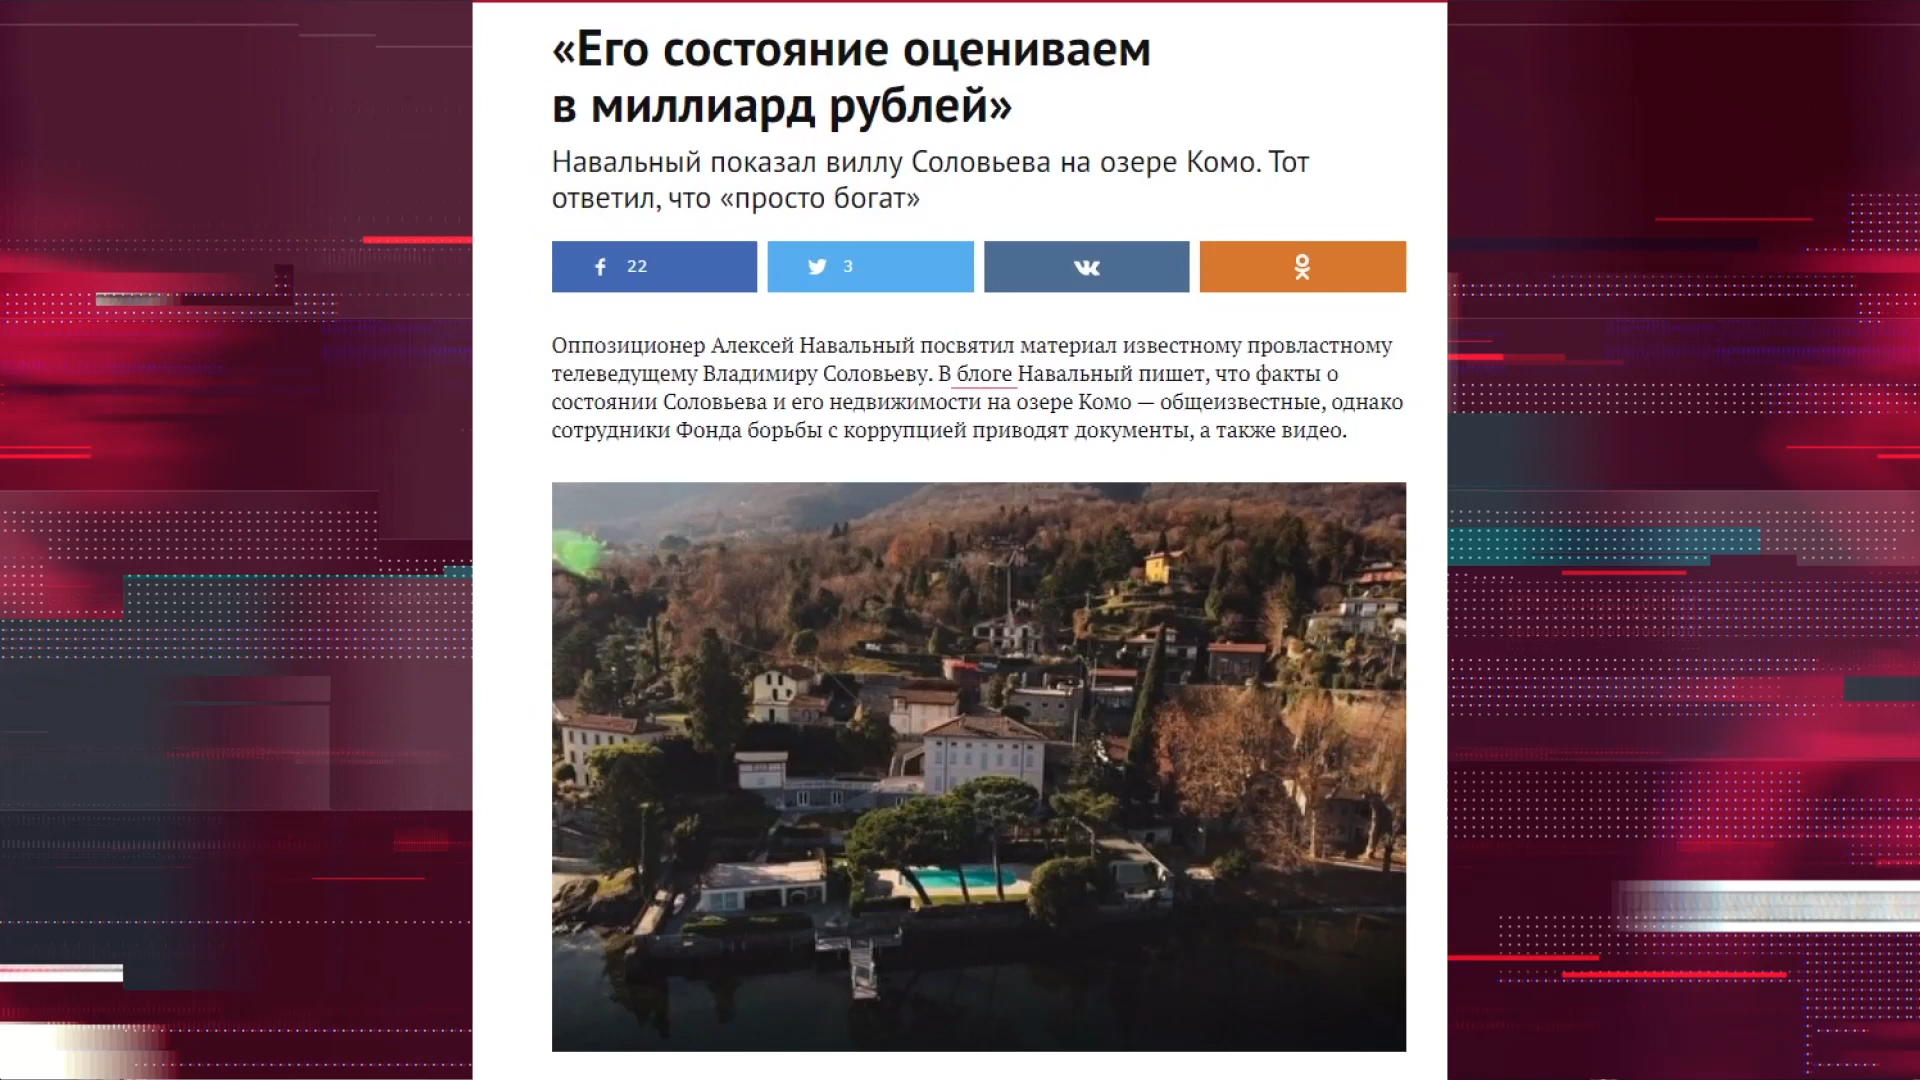 «Его состояние оцениваем
в миллиард рублей»
Навальный показал виллу Соловьева на озере Комо. Тот
ответил, что «просто богат»
22
3
Оппозиционер Алексей Навальный посвятил материал известному провластному
телеведущему Владимиру Соловьеву. В блоге Навальный пишет, что факты о
состоянии Соловьева и его недвижимости на озере Комо — общеизвестные, однако
сотрудники Фонда борьбы с коррупцией приводят документы, а также видео.